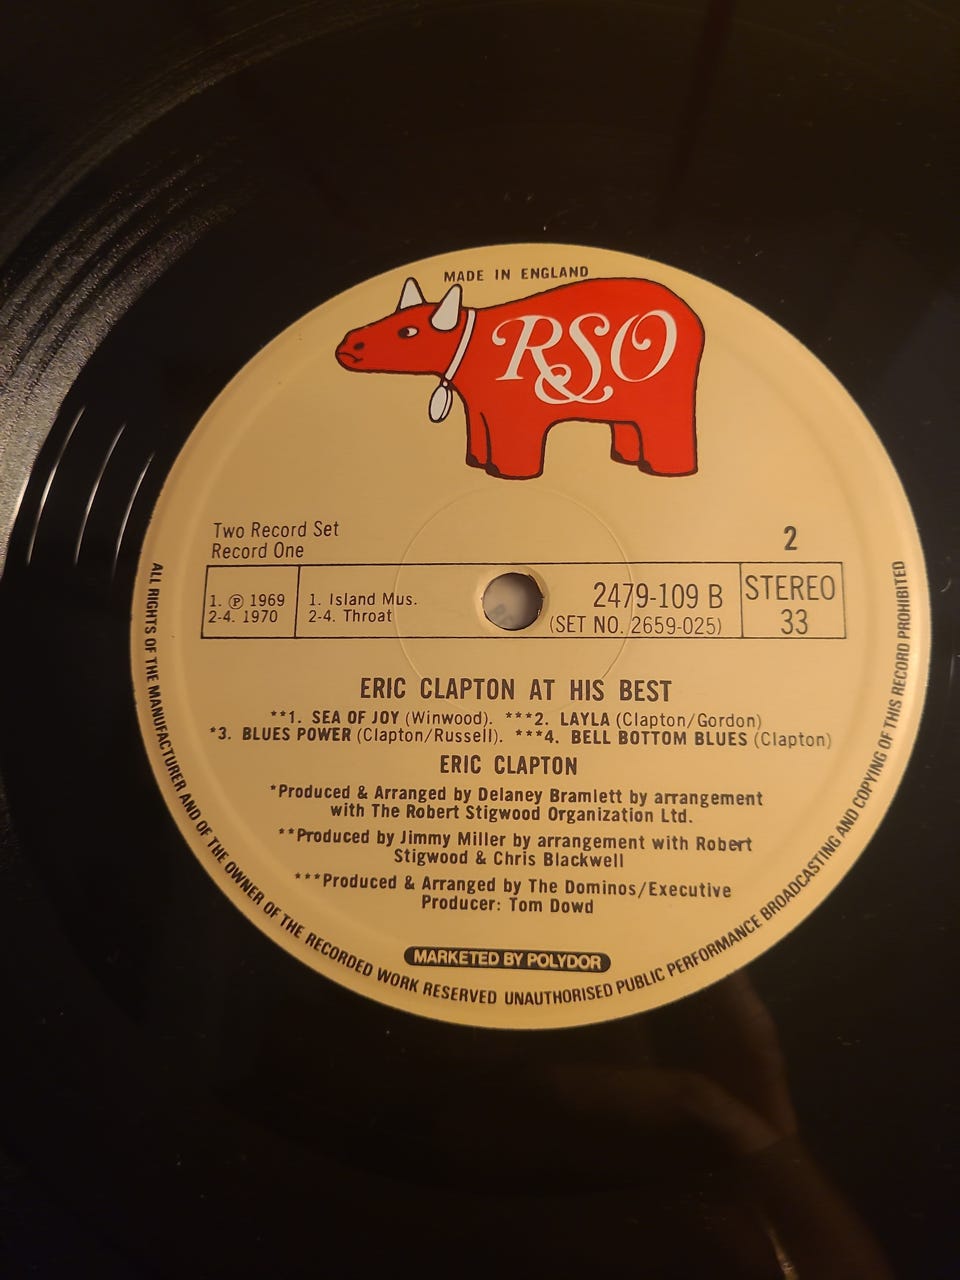 MADE IN ENGLAND
RSO
Two Record Set
Record One
2
1. ℗ 1969
2-4. 1970
1. Island Mus.
2-4. Throat
2479-109 B
(SET NO. 2659-025)
STEREO
33
ERIC CLAPTON AT HIS BEST
**1. SEA OF JOY (Winwood). ***2. LAYLA (Clapton/Gordon)
*3. BLUES POWER (Clapton/Russell). ***4. BELL BOTTOM BLUES (Clapton)
ERIC CLAPTON
*Produced & Arranged by Delaney Bramlett by arrangement
with The Robert Stigwood Organization Ltd.
**Produced by Jimmy Miller by arrangement with Robert
Stigwood & Chris Blackwell
***Produced & Arranged by The Dominos/Executive
Producer: Tom Dowd
MARKETED BY POLYDOR
ALL RIGHTS OF THE MANUFACTURER AND OF THE OWNER OF THE RECORDED WORK RESERVED UNAUTHORISED PUBLIC PERFORMANCE BROADCASTING AND COPYING OF THIS RECORD PROHIBITED